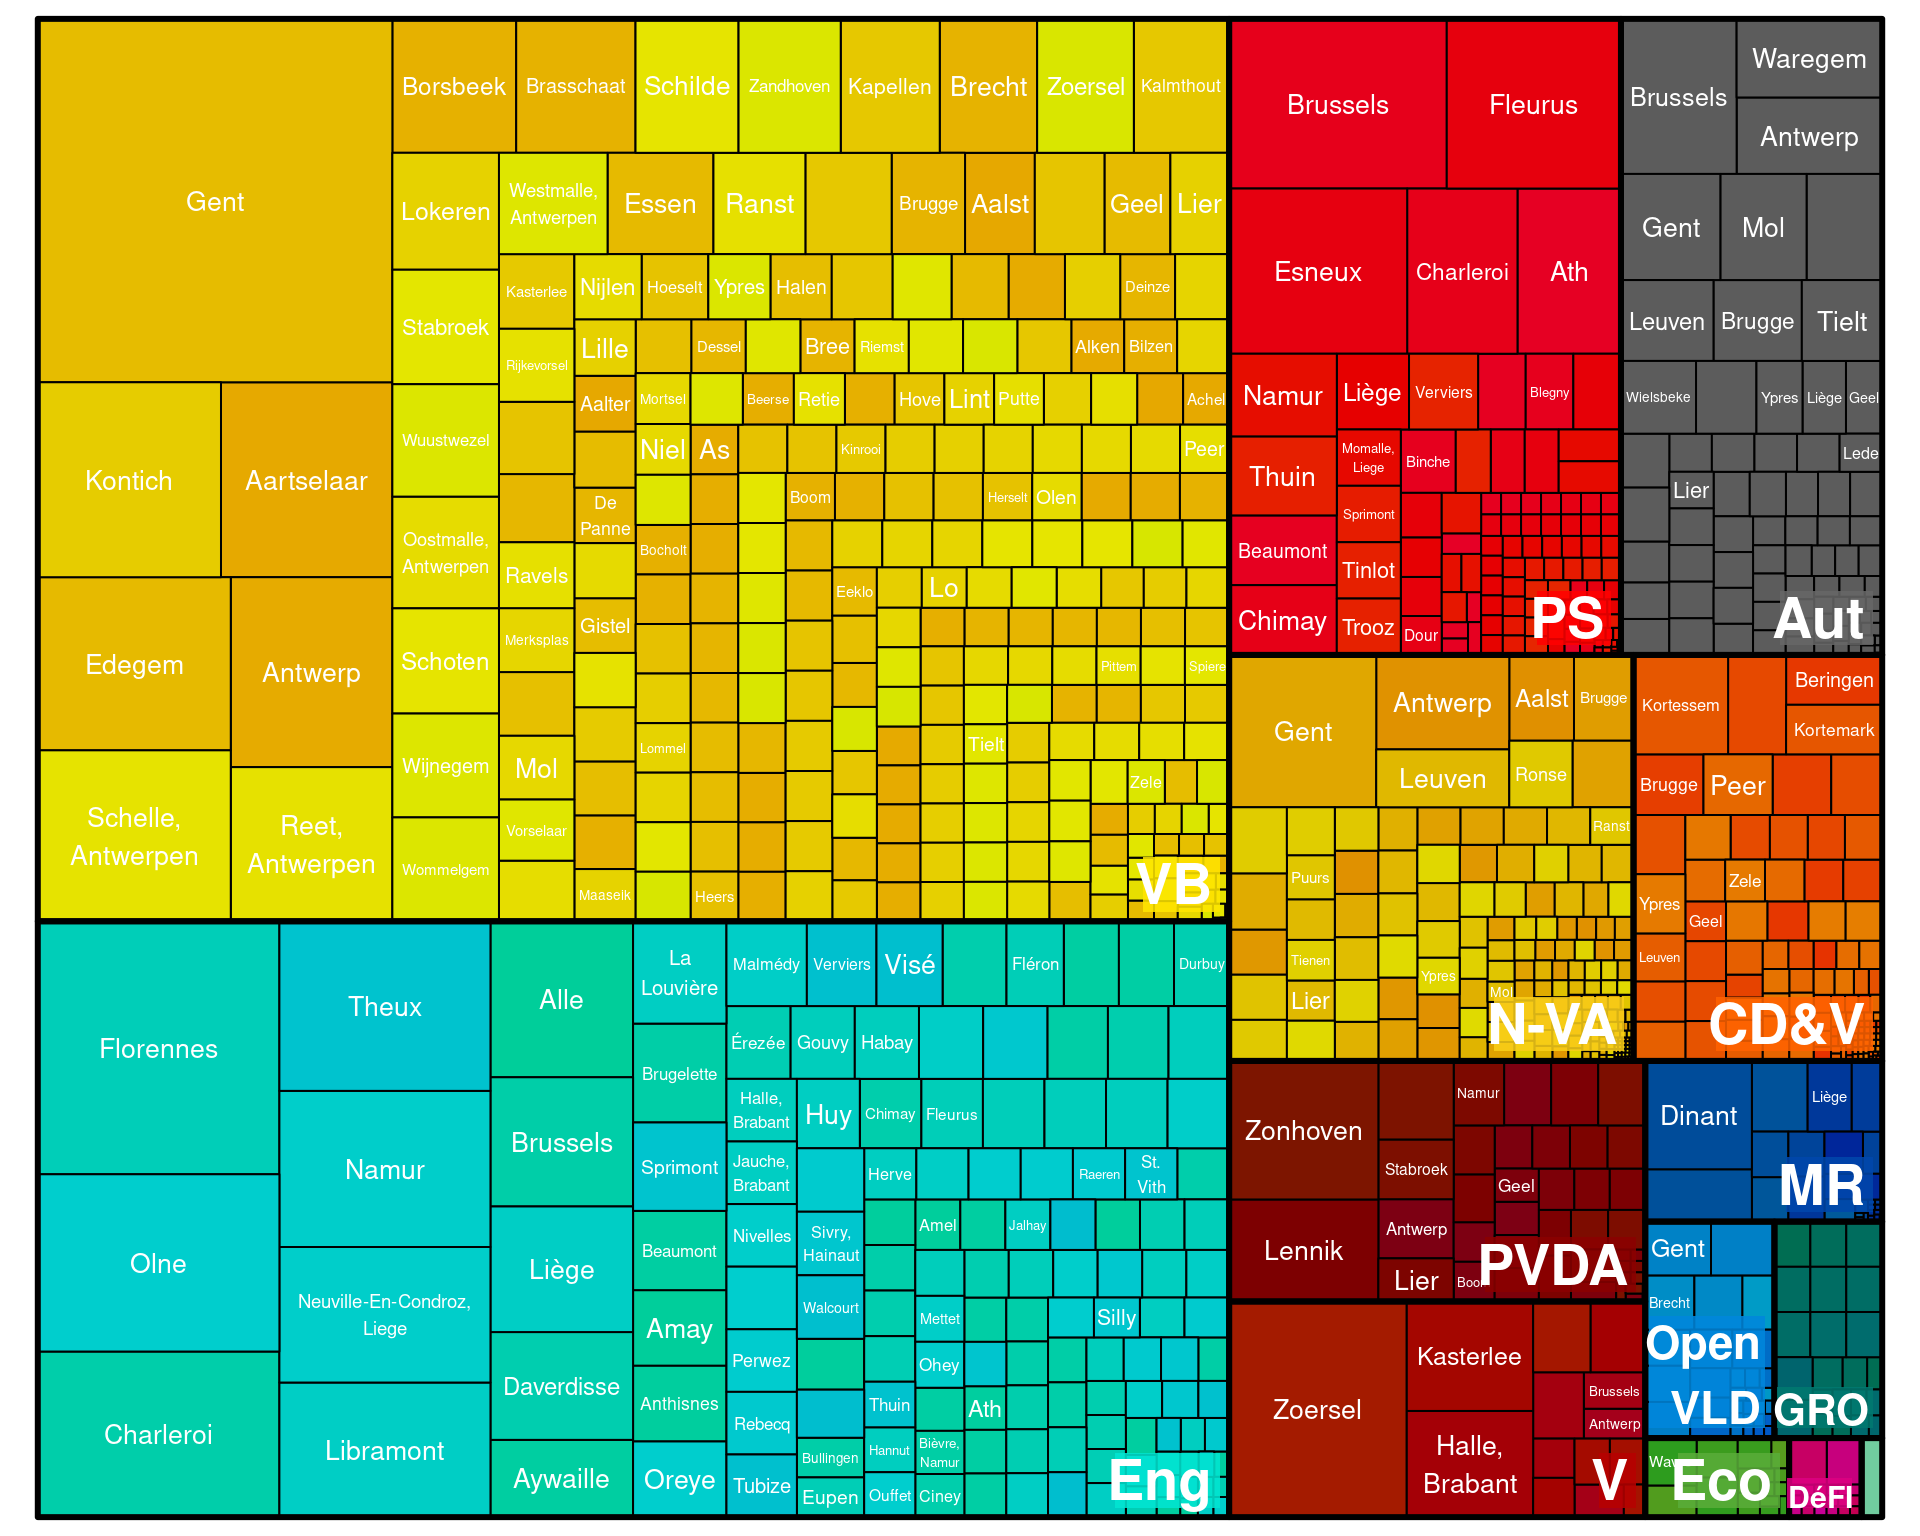 Gent
Borsbeek
Brasschaat
Schilde
Zandhoven
Kapellen
Brecht
Zoersel
Kalmthout
Lokeren
Westmalle,
Antwerpen
Essen
Ranst
Brugge
Aalst
Geel
Lier
Stabroek
Kasterlee
Nijlen
Hoeselt
Ypres
Halen
Deinze
Rijkevorsel
Lille
Dessel
Bree
Riemst
Alken
Bilzen
Kontich
Aartselaar
Wuustwezel
Aalter
Mortsel
Beerse
Retie
Hove
Lint
Putte
Achel
Niel
As
Kinrooi
Peer
Oostmalle,
Antwerpen
De
Panne
Boom
Herselt
Olen
Ravels
Bocholt
Eeklo
Lo
Edegem
Antwerp
Schoten
Merksplas
Gistel
Pittem
Spiere
Wijnegem
Mol
Lommel
Tielt
Zele
Schelle,
Antwerpen
Reet,
Antwerpen
Wommelgem
Vorselaar
Maaselk
Heers
VB
Brussels
Fleurus
Esneux
Charleroi
Ath
Namur
Liège
Verviers
Blegny
Thuin
Momalle,
Liege
Binche
Sprimont
Beaumont
Tinlot
Chimay
Trooz
Dour
PS
Brussels
Waregem
Antwerp
Gent
Mol
Leuven
Brugge
Tielt
Wielsbeke
Ypres
Liège
Geel
Lede
Lier
Aut
Gent
Antwerp
Aalst
Brugge
Leuven
Ronse
Ranst
Puurs
Tienen
Ypres
Lier
Mol
N-VA
Kortessem
Beringen
Kortemark
Brugge
Peer
Zele
Ypres
Geel
Leuven
CD&V
Florennes
Theux
Alle
La
Louvière
Malmédy
Verviers
Visé
Fléron
Durbuy
Érezée
Gouvy
Habay
Brugelette
Halle,
Brabant
Huy
Chimay
Fleurus
Namur
Brussels
Sprimont
Jauche,
Brabant
Herve
Raeren
St.
Vith
Olne
Neuville-En-Condroz,
Liege
Liège
Beaumont
Nivelles
Sivry,
Hainaut
Amel
Jalhay
Walcourt
Mettet
Silly
Amay
Perwez
Ohey
Charleroi
Libramont
Daverdisse
Anthisnes
Rebecq
Thuin
Ath
Aywaille
Oreye
Tubize
Bullingen
Hannut
Bièvre,
Namur
Eupen
Ouffet
Ciney
Eng
Zonhoven
Namur
Stabroek
Geel
Lennik
Antwerp
Lier
PVDA
Dinant
Liège
MR
Gent
Brecht
Open
VLD
GRO
Zoersel
Kasterlee
Halle,
Brabant
Brussels
Antwerp
V
Eco
DéFI